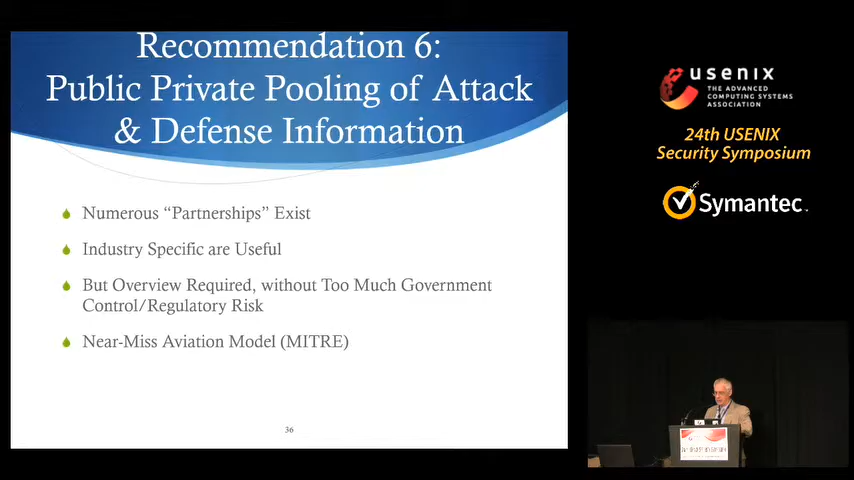 Recommendation 6:
Public Private Pooling of Attack
& Defense Information
Numerous “Partnerships” Exist
Industry Specific are Useful
But Overview Required, without Too Much Government
Control/Regulatory Risk
Near-Miss Aviation Model (MITRE)
36
usenix
THE ADVANCED
COMPUTING SYSTEMS
ASSOCIATION
24th USENIX
Security Symposium
Symantec.